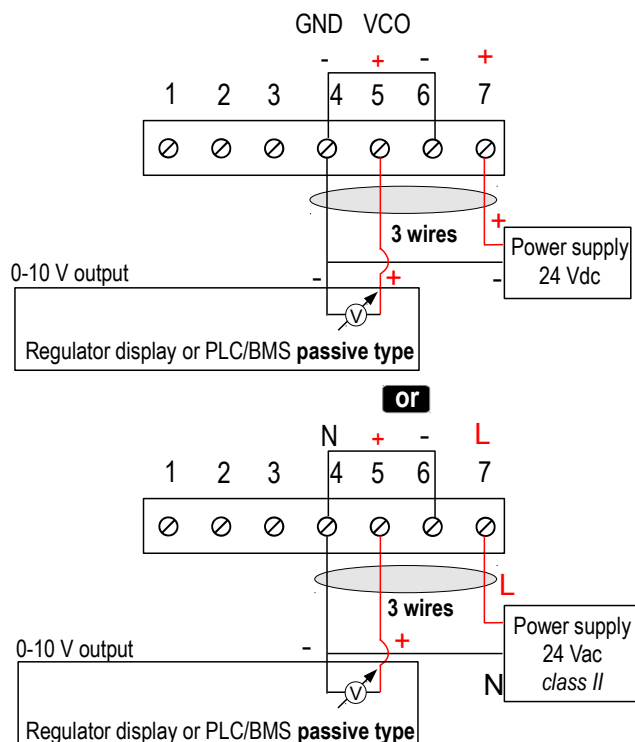 GND VCO
- + - +
1 2 3 4 5 6 7
3 wires
+
Power supply
24 Vdc
-
0-10 V output
- +
V
Regulator display or PLC/BMS passive type
or
N + - L
1 2 3 4 5 6 7
L
3 wires
Power supply
24 Vac
class II
N
+
0-10 V output -
V
Regulator display or PLC/BMS passive type